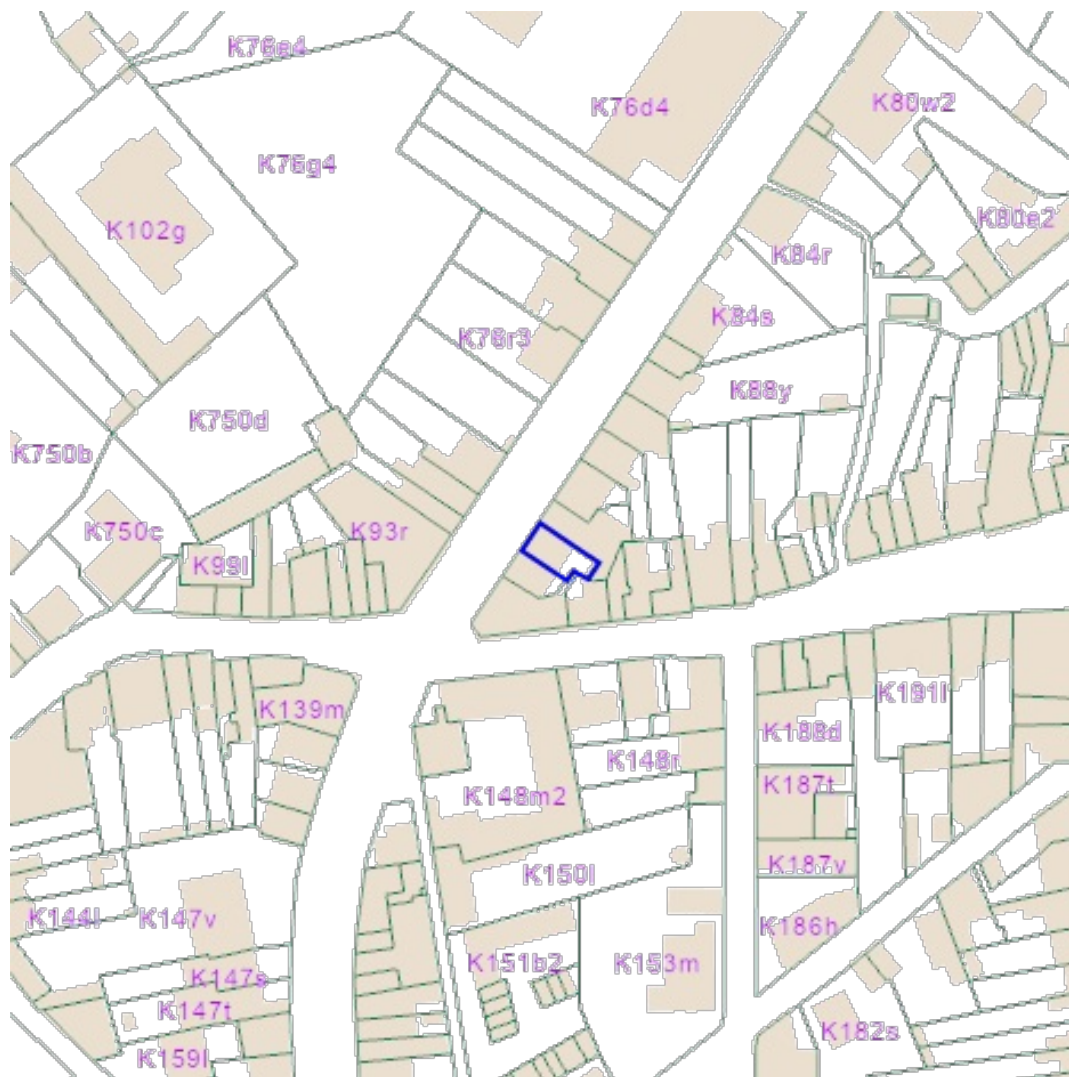 K76e4
K76d4
K80w2
K76g4
K102g
K80e2
K84r
K84s
K76r3
K88y
K750d
K750b
K750c
K93r
K99l
K139m
K191l
K188d
K148r
K187t
K148m2
K187v
K150l
K144l
K147v
K186h
K151b2
K153m
K147s
K147t
K182s
K159l